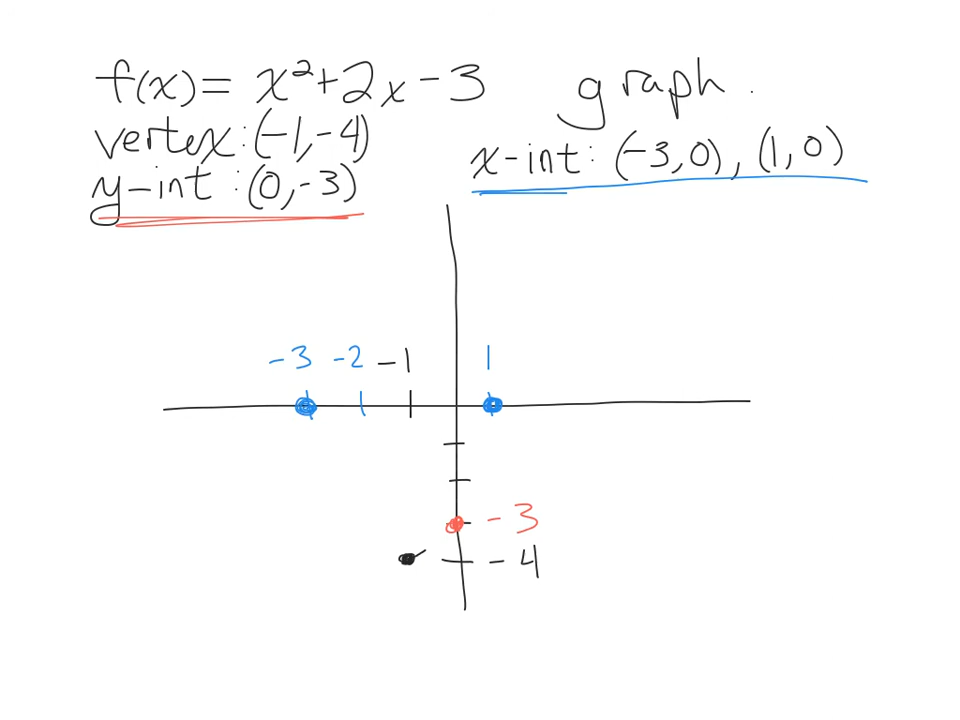 f(x)= x²+2x-3 graph.
vertex:(-1,-4)
x-int: (-3,0), (1,0)
y-int :(0,-3)
-3 -2 -1 1
-3
-4